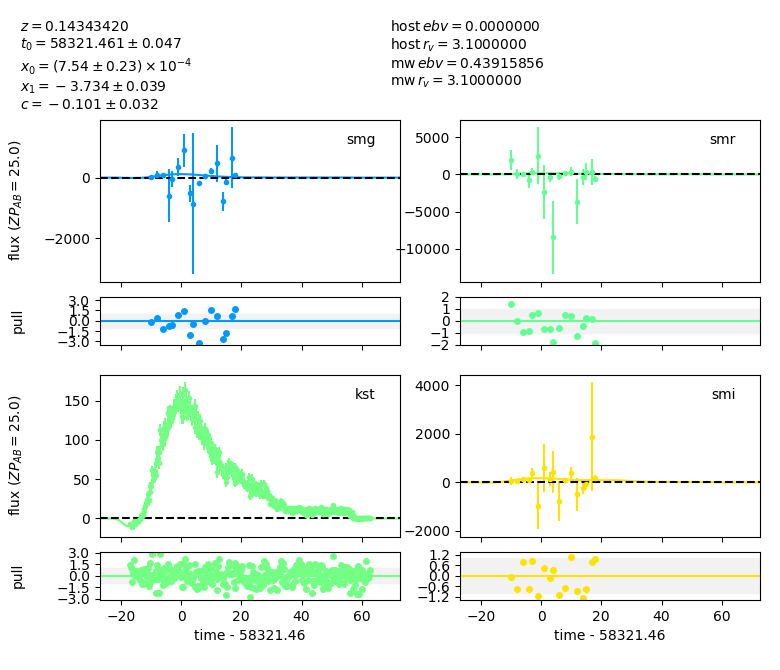 z = 0.14343420
t₀ = 58321.461 ± 0.047
x₀ = (7.54 ± 0.23) × 10⁻⁴
x₁ = −3.734 ± 0.039
c = −0.101 ± 0.032
host ebv = 0.0000000
host r_v = 3.1000000
mw ebv = 0.43915856
mw r_v = 3.1000000
flux (ZP_AB = 25.0)
smg
0
−2000
smr
5000
0
−5000
−10000
pull
3.0
1.5
0.0
−1.5
−3.0
2
1
0
−1
−2
flux (ZP_AB = 25.0)
kst
150
100
50
0
smi
4000
2000
0
−2000
pull
3.0
1.5
0.0
−1.5
−3.0
−20 0 20 40 60
time - 58321.46
1.2
0.6
0.0
−0.6
−1.2
−20 0 20 40 60
time - 58321.46